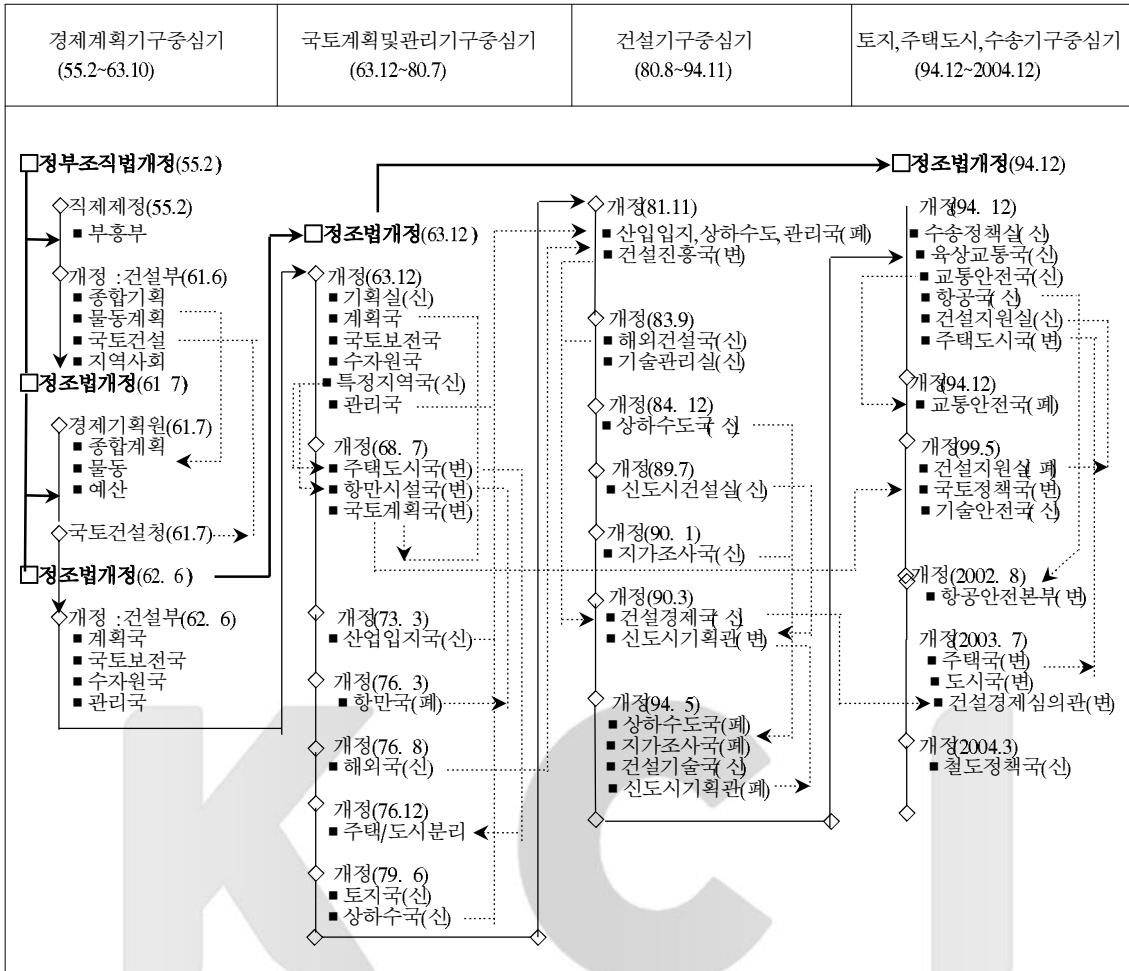 경제계획기구중심기
(55.2~63.10)
국토계획및관리기구중심기
(63.12~80.7)
건설기구중심기
(80.8~94.11)
토지,주택도시,수송기구중심기
(94.12~2004.12)
□정부조직법개정(55.2)
◇직제제정(55.2)
■ 부흥부
◇개정 :건설부(61.6)
■ 종합기획
■ 물동계획
■ 국토건설
■ 지역사회
□정조법개정(61 7)
◇경제기획원(61.7)
■ 종합계획
■ 물동
■ 예산
◇국토건설청(61.7)
□정조법개정(62. 6)
◇개정 :건설부(62. 6)
■ 계획국
■ 국토보전국
■ 수자원국
■ 관리국
□정조법개정(63.12)
◇개정(63.12)
■ 기획실(신)
■ 계획국
국토보전국
수자원국
■ 특정지역국(신)
■ 관리국
◇개정(68. 7)
■ 주택도시국(변)
■ 항만시설국(변)
국토계획국(변)
◇개정(73. 3)
■ 산업입지국(신)
◇개정(76. 3)
■ 항만국(폐)
◇개정(76. 8)
■ 해외국(신)
◇개정(76.12)
■ 주택/도시분리
◇개정(79. 6)
■ 토지국(신)
■ 상하수국(신)
◇개정(81.11)
■ 산입입지,상하수도,관리국(폐)
■ 건설진흥국(변)
◇개정(83.9)
■ 해외건설국(신)
■ 기술관리실(신)
◇개정(84. 12)
■ 상하수도국( 신
◇개정(89.7)
■ 신도시건설실(신)
◇개정(90. 1)
■ 지가조사국(신)
◇개정(90.3)
■ 건설경제국( 신
■ 신도시기획관(변)
◇개정(94. 5)
■ 상하수도국(폐)
■ 지가조사국(폐)
■ 건설기술국( 신)
■ 신도시기획관(폐)
□정조법개정(94.12)
개정(94. 12)
■ 수송정책실( 신)
■ 육상교통국(신)
■ 교통안전국(신)
■ 항공국( 신)
■ 건설지원실(신)
■ 주택도시국(변)
개정(94.12)
■ 교통안전국(폐)
◇개정(99.5)
■ 건설지원실( 폐)
■ 국토정책국(변)
■ 기술안전국( 신)
개정(2002. 8)
■ 항공안전본부( 변)
개정(2003. 7)
■ 주택국(변)
■ 도시국(변)
■ 건설경제심의관(변)
◇개정(2004.3)
■ 철도정책국(신)
KCI